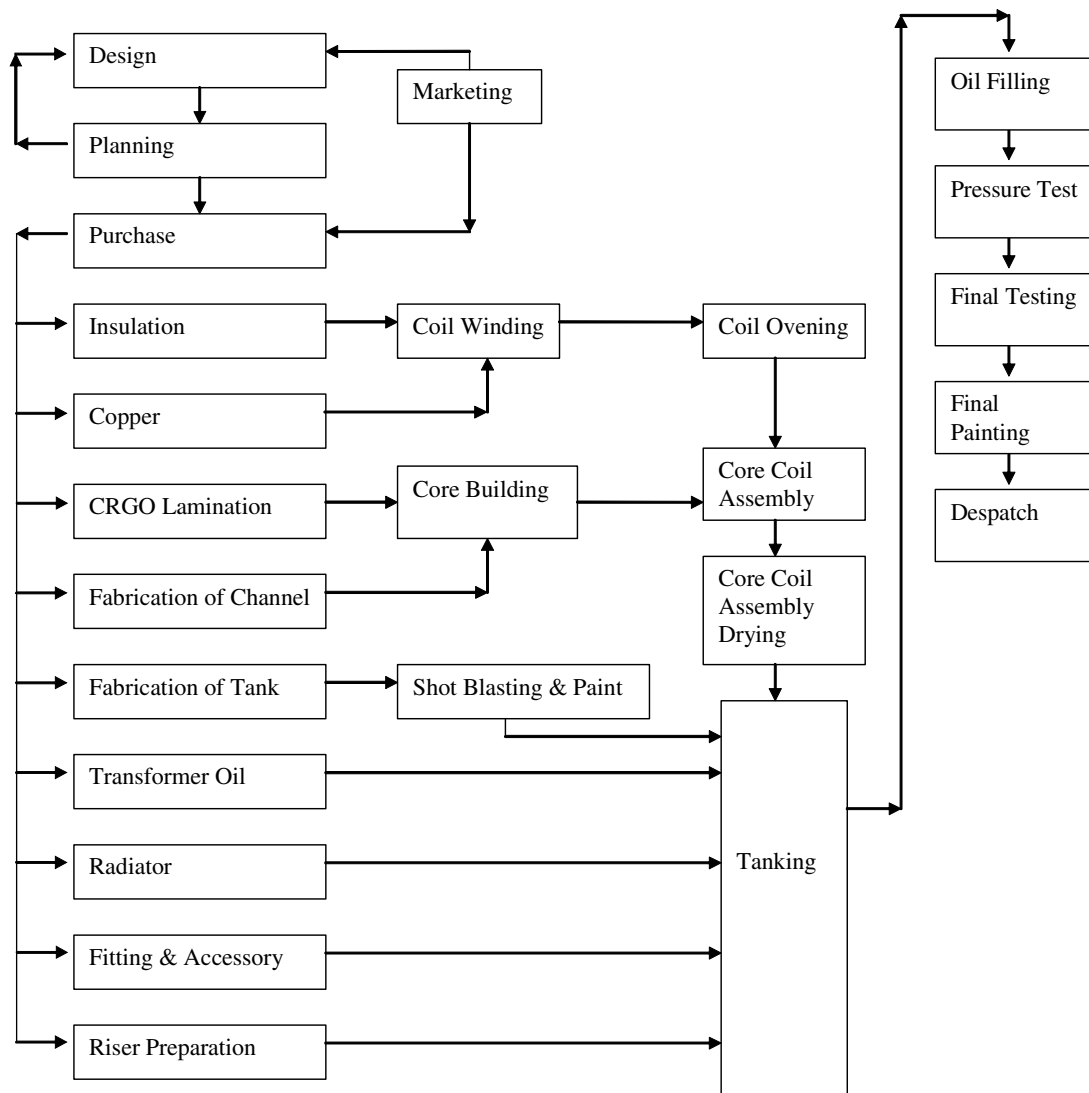 Design
Marketing
Planning
Purchase
Insulation
Coil Winding
Coil Ovening
Copper
CRGO Lamination
Core Building
Core Coil
Assembly
Fabrication of Channel
Core Coil
Assembly
Drying
Fabrication of Tank
Shot Blasting & Paint
Transformer Oil
Radiator
Tanking
Fitting & Accessory
Riser Preparation
Oil Filling
Pressure Test
Final Testing
Final
Painting
Despatch